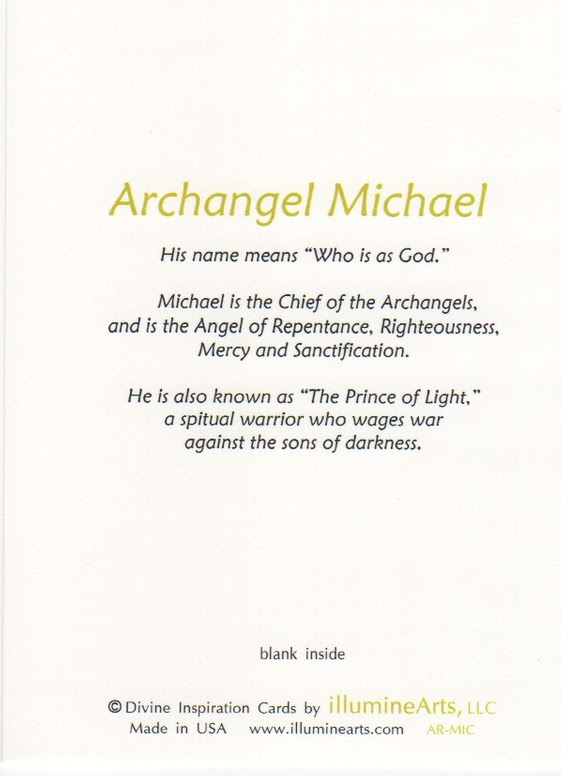 Archangel Michael
His name means “Who is as God.”
Michael is the Chief of the Archangels,
and is the Angel of Repentance, Righteousness,
Mercy and Sanctification.
He is also known as “The Prince of Light,”
a spitual warrior who wages war
against the sons of darkness.
blank inside
© Divine Inspiration Cards by illumineArts, LLC
Made in USA www.illuminearts.com AR-MIC